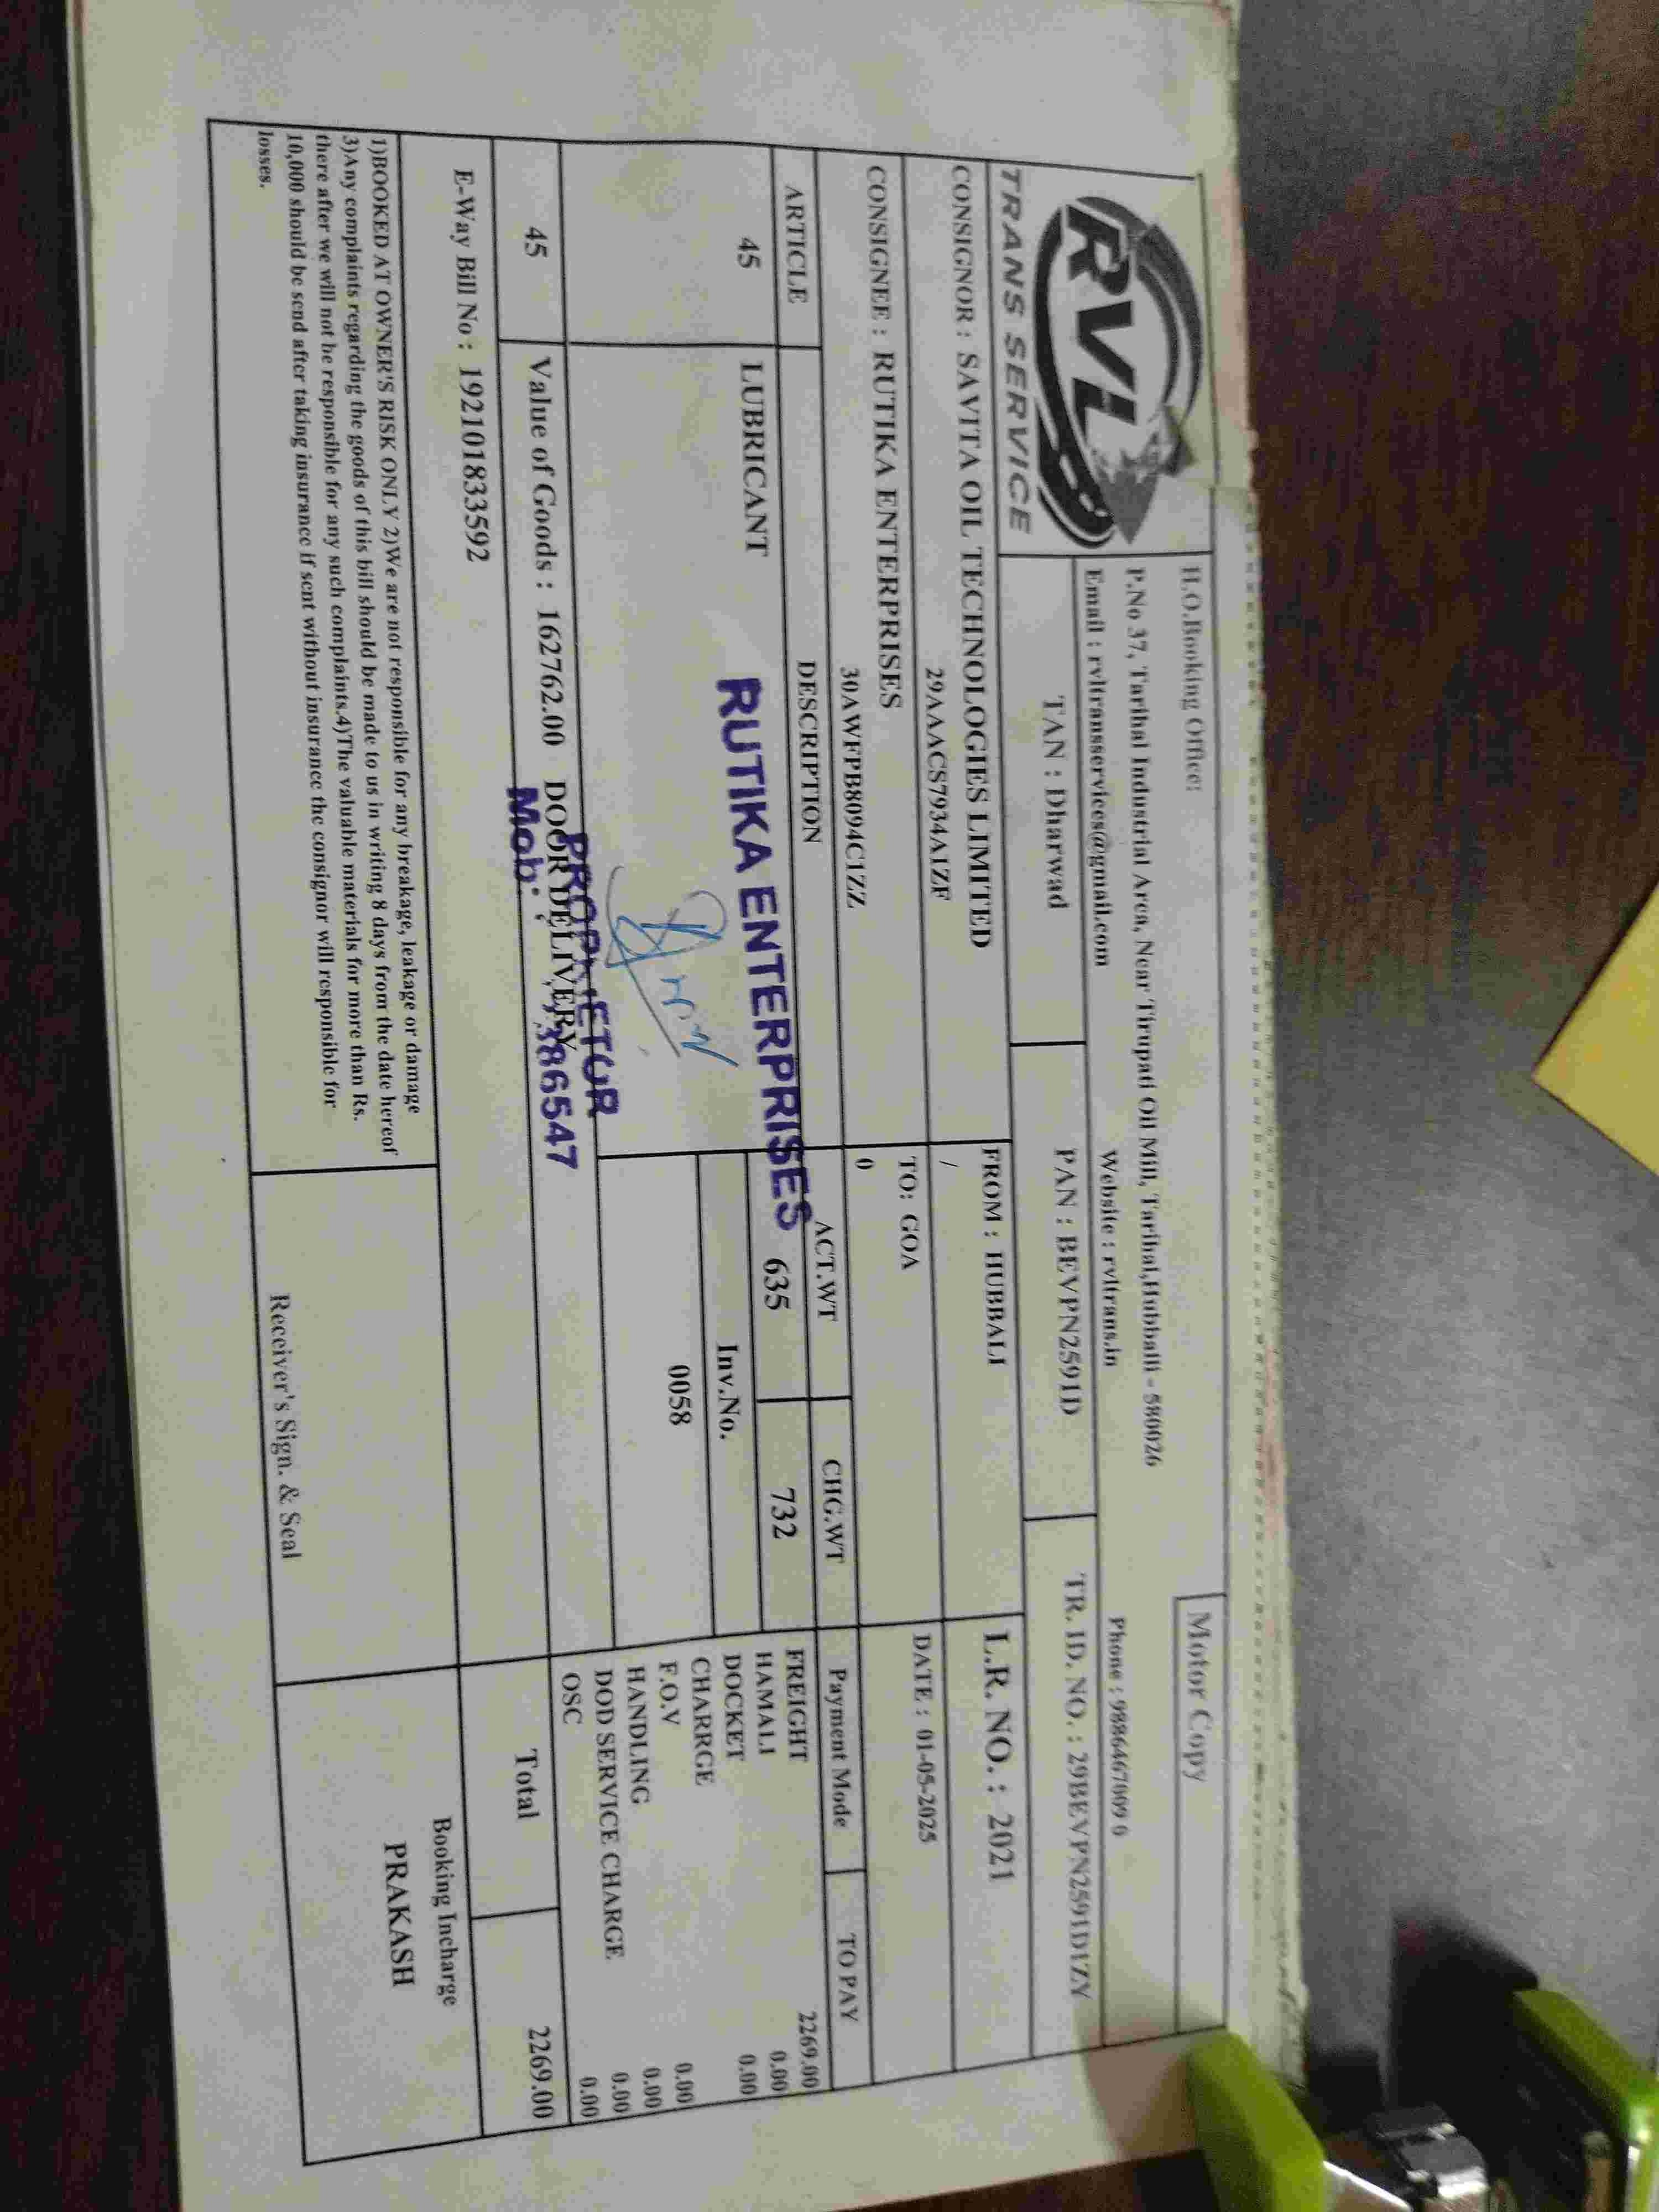 Motor Copy
RVL
TRANS SERVICE
H.O.Booking Office:
P.No 37, Tarihal Industrial Area, Near Tirupati Oil Mill, Tarihal,Hubballi - 580026
Email : rvltransservices@gmail.com Website : rvltrans.in Phone : 9886467009 0
TAN : Dharwad PAN : BEVPN2591D TR. ID. NO. : 29BEVPN2591D1ZY
CONSIGNOR : SAVITA OIL TECHNOLOGIES LIMITED FROM : HUBBALI L.R. NO. : 2021
29AAACS7934A1ZF /
CONSIGNEE : RUTIKA ENTERPRISES TO: GOA DATE : 01-05-2025
30AWFPB8094C1ZZ 0
ARTICLE DESCRIPTION ACT.WT CHG.WT Payment Mode TO PAY
45 LUBRICANT 635 732
RUTIKA ENTERPRISES
Inv.No.
0058
FREIGHT 2269.00
HAMALI 0.00
DOCKET 0.00
CHARRGE
F.O.V 0.00
HANDLING 0.00
DOD SERVICE CHARGE 0.00
OSC 0.00
PROPRIETOR
45 Value of Goods : 162762.00 DOOR DELIVERY Total 2269.00
Mob: 386547
E-Way Bill No : 192101833592
1)BOOKED AT OWNER'S RISK ONLY 2)We are not responsible for any breakage, leakage or damage
3)Any complaints regarding the goods of this bill should be made to us in writing 8 days from the date hereof
there after we will not be responsible for any such complaints.4)The valuable materials for more than Rs.
10,000 should be send after taking insurance if sent without insurance the consignor will responsible for
losses.
Receiver's Sign. & Seal
Booking Incharge
PRAKASH